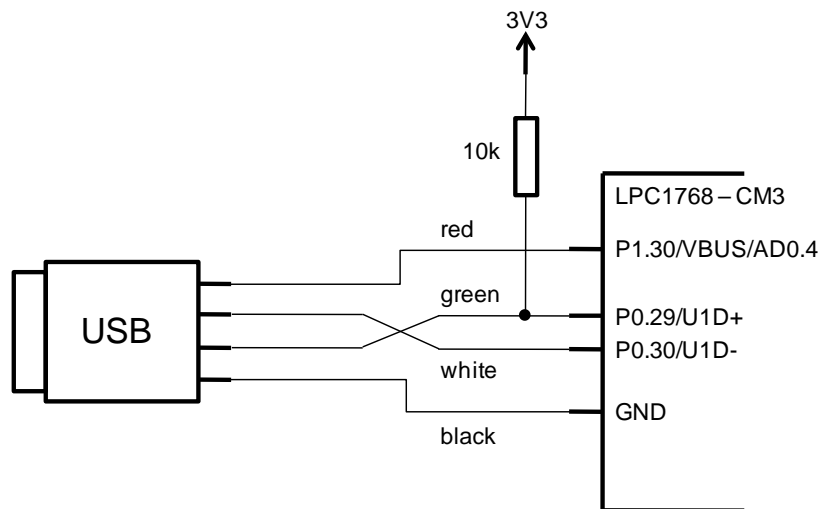 3V3
10k
LPC1768 – CM3
red
P1.30/VBUS/AD0.4
green
P0.29/U1D+
USB
P0.30/U1D-
white
GND
black